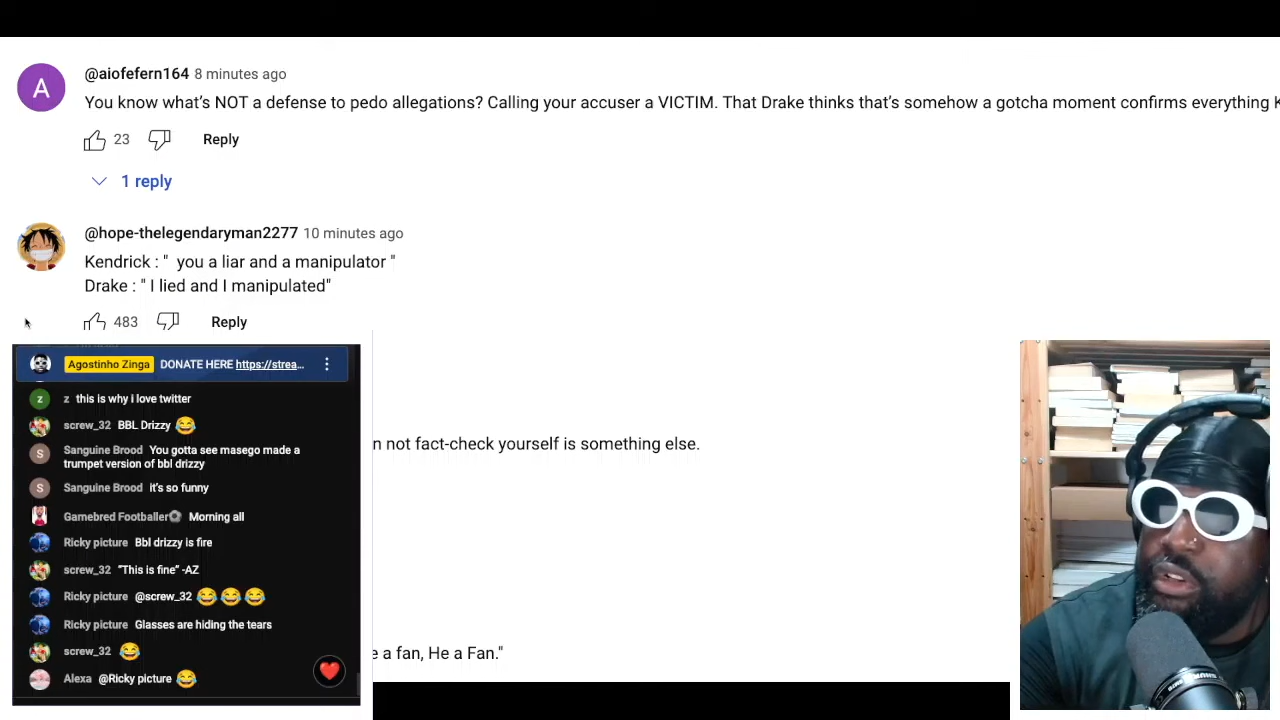 A
@aiofefern164 8 minutes ago
You know what's NOT a defense to pedo allegations? Calling your accuser a VICTIM. That Drake thinks that's somehow a gotcha moment confirms everything K
23 Reply
1 reply
@hope-thelegendaryman2277 10 minutes ago
Kendrick : " you a liar and a manipulator "
Drake : " I lied and I manipulated"
483 Reply
n not fact-check yourself is something else.
e a fan, He a Fan."
Agostinho Zinga DONATE HERE https://strea...
z z this is why i love twitter
screw_32 BBL Drizzy 😂
S Sanguine Brood You gotta see masego made a
trumpet version of bbl drizzy
S Sanguine Brood it's so funny
Gamebred Footballer⚽ Morning all
Ricky picture Bbl drizzy is fire
screw_32 “This is fine” -AZ
Ricky picture @screw_32 😂😂😂
Ricky picture Glasses are hiding the tears
screw_32 😂
Alexa @Ricky picture 😂